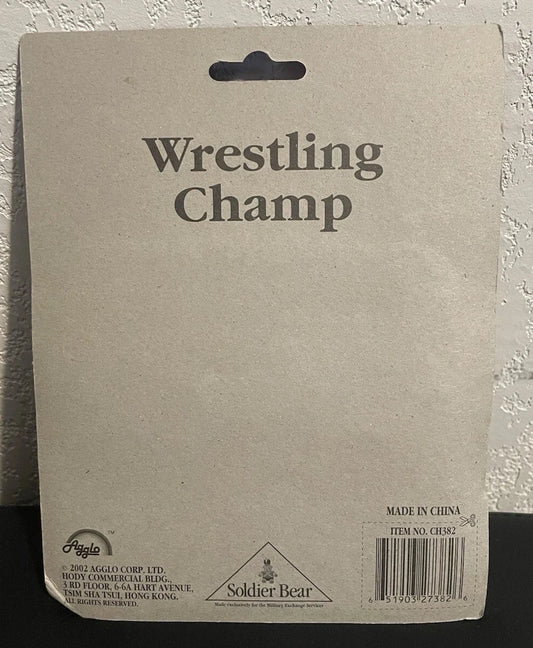 Wrestling
Champ
MADE IN CHINA
ITEM NO. CH382
Agglo™
© 2002 AGGLO CORP. LTD.
HODY COMMERCIAL BLDG.,
3 RD FLOOR, 6-6A HART AVENUE,
TSIM SHA TSUI, HONG KONG.
ALL RIGHTS RESERVED.
Soldier Bear
Made exclusively for the Military Exchange Services
6 51903 27382 6